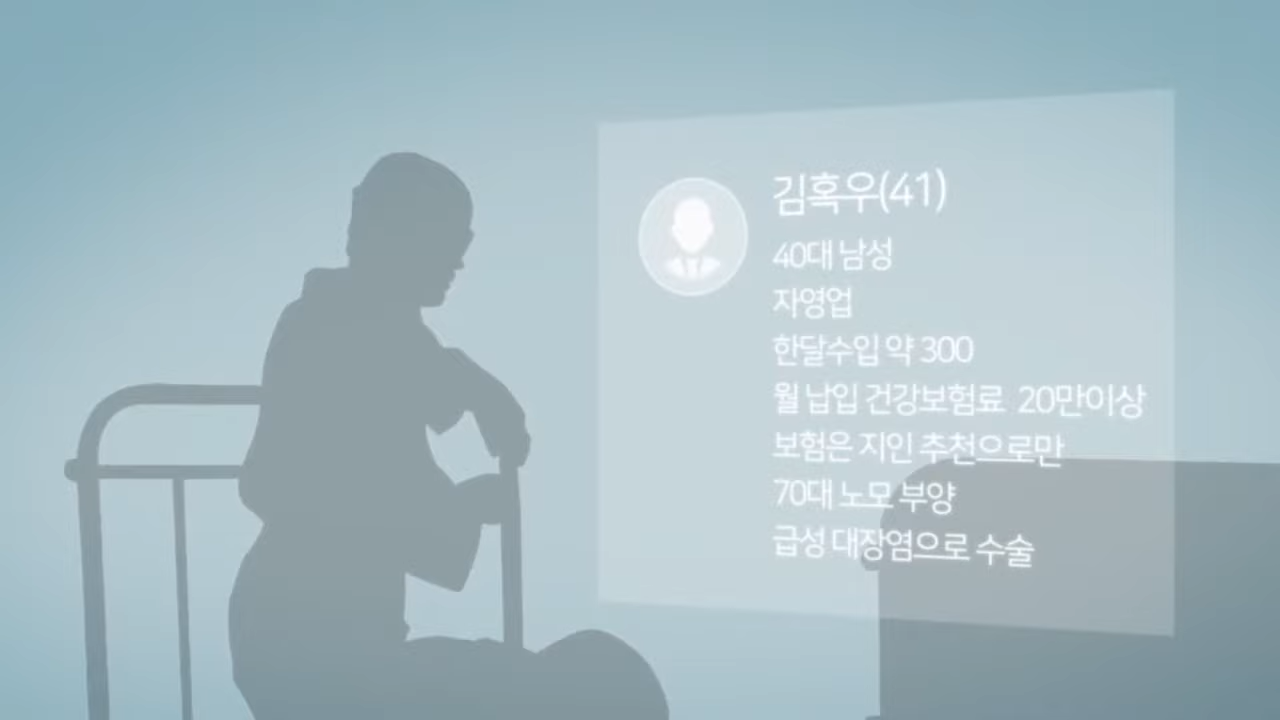 김혹우(41)
40대 남성
자영업
한달수입 약 300
월 납입 건강보험료 20만이상
보험은 지인 추천으로만
70대 노모 부양
급성 대장염으로 수술